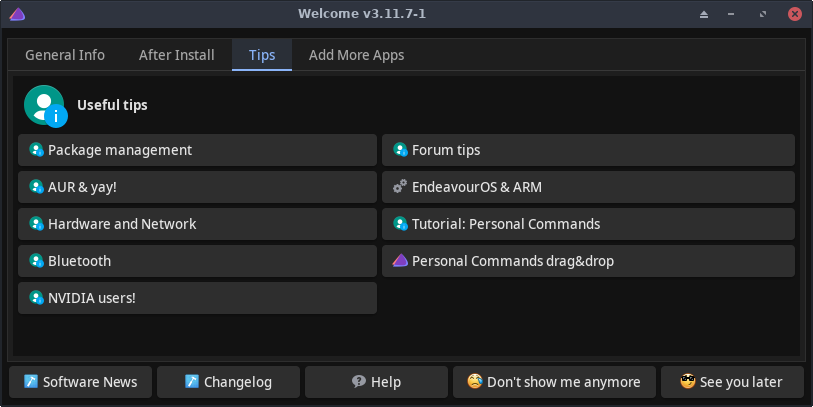 Welcome v3.11.7-1
General Info After Install Tips Add More Apps
Useful tips
Package management Forum tips
AUR & yay! EndeavourOS & ARM
Hardware and Network Tutorial: Personal Commands
Bluetooth Personal Commands drag&drop
NVIDIA users!
Software News Changelog Help Don't show me anymore See you later